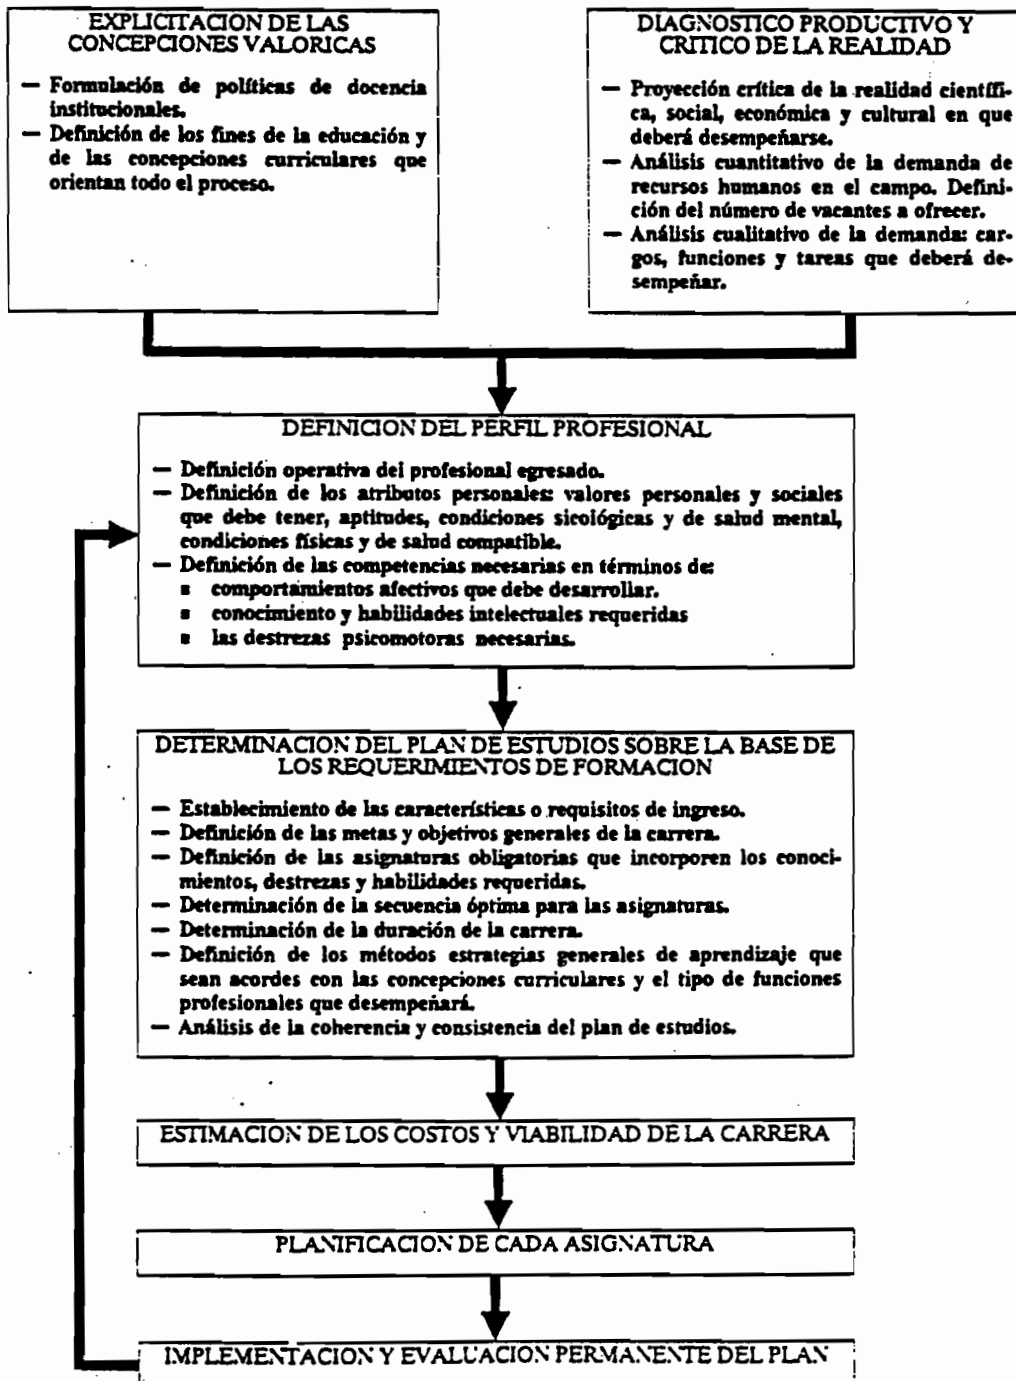 EXPLICITACION DE LAS
CONCEPCIONES VALORICAS
— Formulación de políticas de docencia
institucionales.
— Definición de los fines de la educación y
de las concepciones curriculares que
orientan todo el proceso.
DIAGNOSTICO PRODUCTIVO Y
CRITICO DE LA REALIDAD
— Proyección crítica de la realidad científi-
ca, social, económica y cultural en que
deberá desempeñarse.
— Análisis cuantitativo de la demanda de
recursos humanos en el campo. Defini-
ción del número de vacantes a ofrecer.
— Análisis cualitativo de la demanda: car-
gos, funciones y tareas que deberá de-
sempeñar.
DEFINICION DEL PERFIL PROFESIONAL
— Definición operativa del profesional egresado.
— Definición de los atributos personales: valores personales y sociales
que debe tener, aptitudes, condiciones sicológicas y de salud mental,
condiciones físicas y de salud compatible.
— Definición de las competencias necesarias en términos de:
▪ comportamientos afectivos que debe desarrollar.
▪ conocimiento y habilidades intelectuales requeridas
▪ las destrezas psicomotoras necesarias.
DETERMINACION DEL PLAN DE ESTUDIOS SOBRE LA BASE DE
LOS REQUERIMIENTOS DE FORMACION
— Establecimiento de las características o requisitos de ingreso.
— Definición de las metas y objetivos generales de la carrera.
— Definición de las asignaturas obligatorias que incorporen los conoci-
mientos, destrezas y habilidades requeridas.
— Determinación de la secuencia óptima para las asignaturas.
— Determinación de la duración de la carrera.
— Definición de los métodos estrategias generales de aprendizaje que
sean acordes con las concepciones curriculares y el tipo de funciones
profesionales que desempeñará.
— Análisis de la coherencia y consistencia del plan de estudios.
ESTIMACION DE LOS COSTOS Y VIABILIDAD DE LA CARRERA
PLANIFICACION DE CADA ASIGNATURA
IMPLEMENTACION Y EVALUACION PERMANENTE DEL PLAN